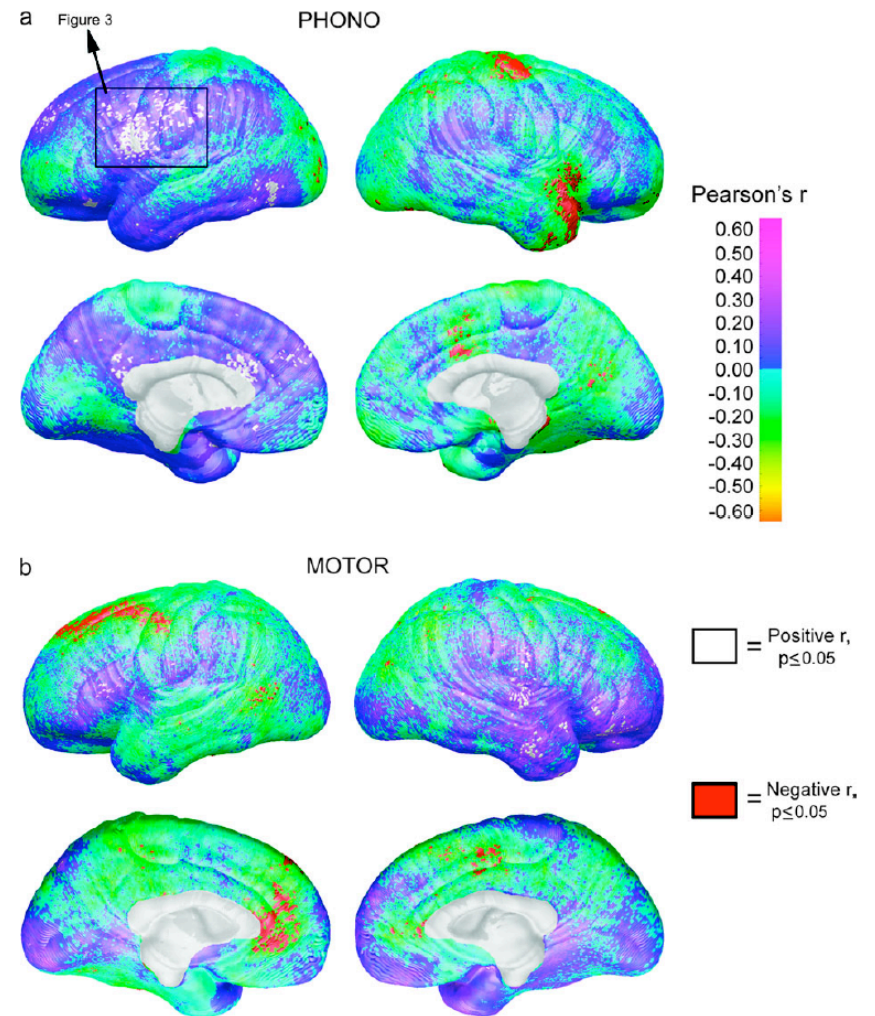 a
Figure 3
PHONO
Pearson's r
0.60
0.50
0.40
0.30
0.20
0.10
0.00
-0.10
-0.20
-0.30
-0.40
-0.50
-0.60
b
MOTOR
= Positive r,
p≤0.05
= Negative r,
p≤0.05